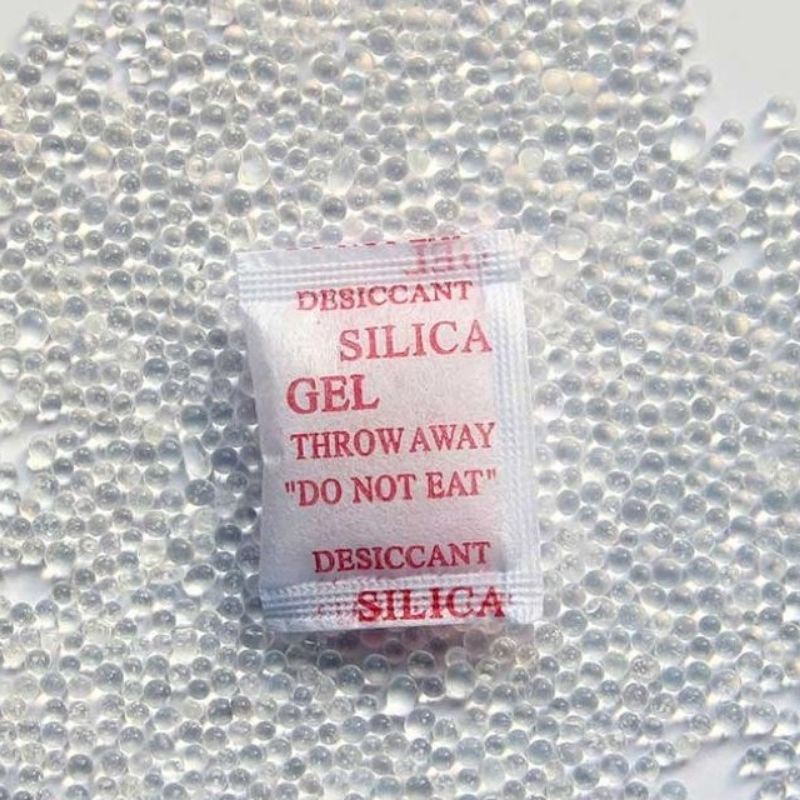 DESICCANT
SILICA
GEL
THROW AWAY
"DO NOT EAT"
DESICCANT
SILICA